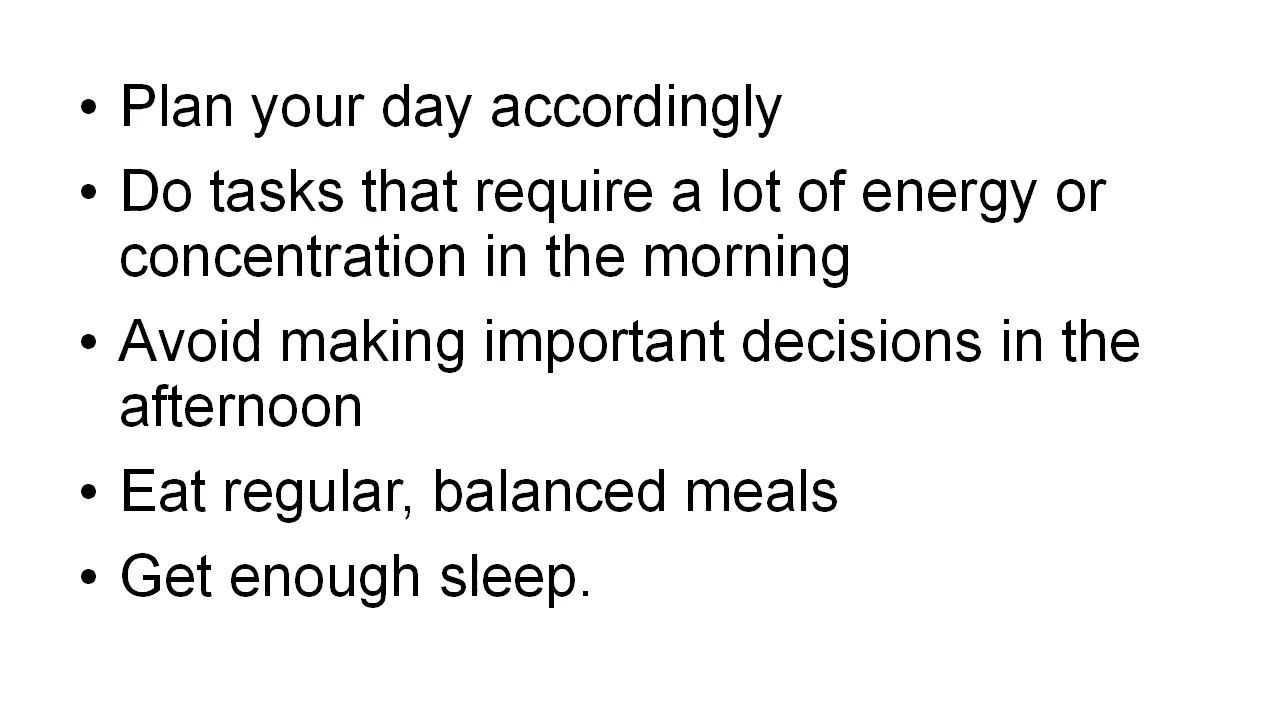 • Plan your day accordingly
• Do tasks that require a lot of energy or
concentration in the morning
• Avoid making important decisions in the
afternoon
• Eat regular, balanced meals
• Get enough sleep.